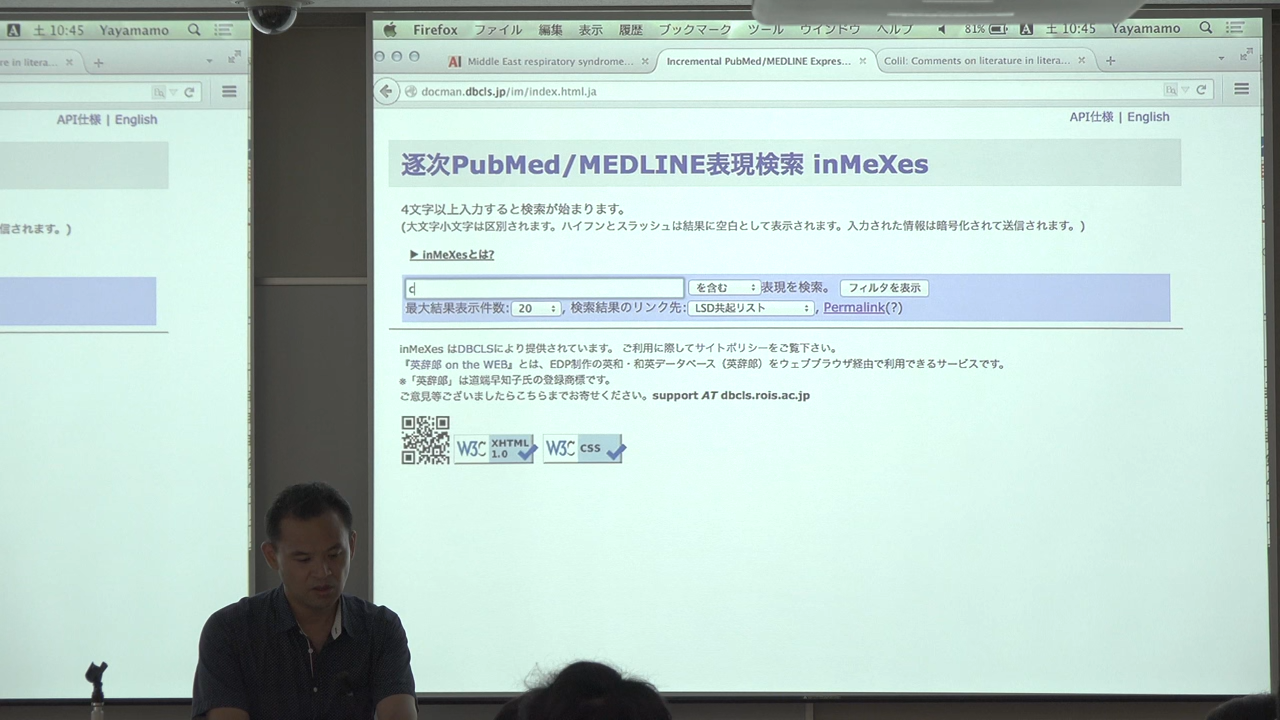 土 10:45 Yayamamo
Firefox ファイル 編集 表示 履歴 ブックマーク ツール ウインドウ ヘルプ 81% A 土 10:45 Yayamamo
re in litera...
Middle East respiratory syndrome...
Incremental PubMed/MEDLINE Expres...
Colil: Comments on literature in litera...
docman.dbcls.jp/im/index.html.ja
API仕様 | English
API仕様 | English
逐次PubMed/MEDLINE表現検索 inMeXes
4文字以上入力すると検索が始まります。
信されます。)
(大文字小文字は区別されます。ハイフンとスラッシュは結果に空白として表示されます。入力された情報は暗号化されて送信されます。)
▶ inMeXesとは?
c を含む 表現を検索。 フィルタを表示
最大結果表示件数: 20 , 検索結果のリンク先: LSD共起リスト , Permalink(?)
inMeXes はDBCLSにより提供されています。 ご利用に際してサイトポリシーをご覧下さい。
『英辞郎 on the WEB』とは、EDP制作の英和・和英データベース（英辞郎）をウェブブラウザ経由で利用できるサービスです。
※「英辞郎」は道端早知子氏の登録商標です。
ご意見等ございましたらこちらまでお寄せください。support AT dbcls.rois.ac.jp
W3C XHTML 1.0
W3C CSS